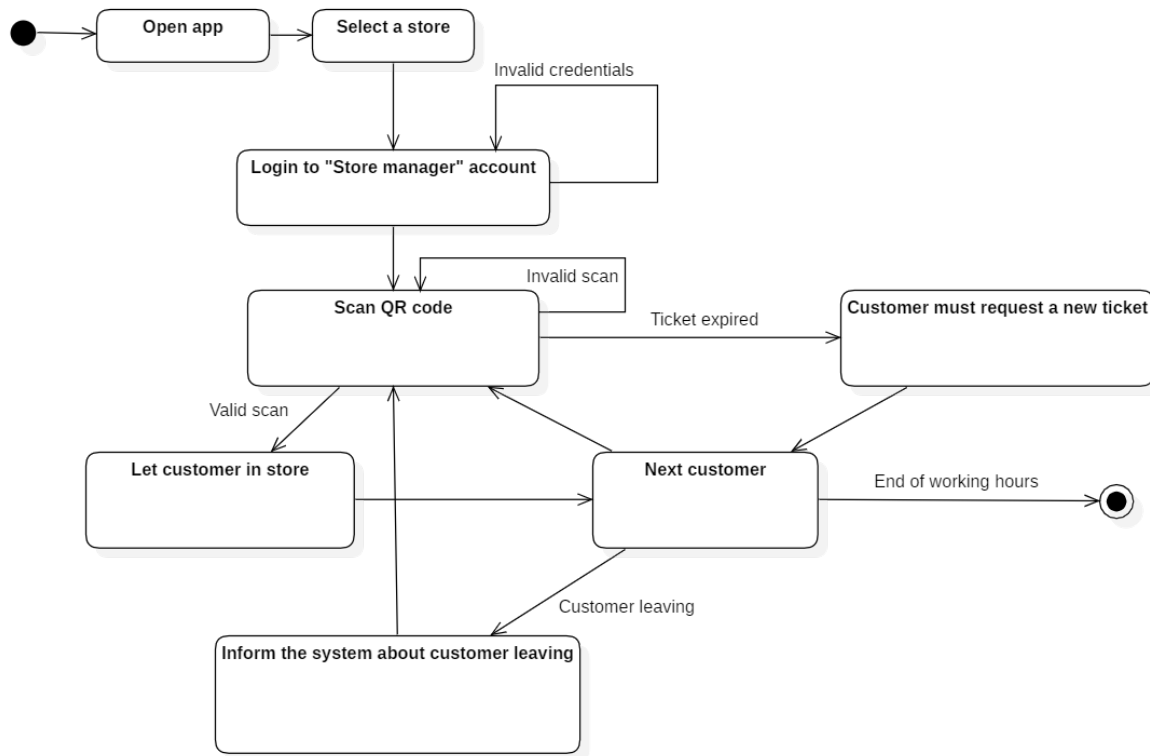 Open app
Select a store
Invalid credentials
Login to "Store manager" account
Invalid scan
Scan QR code
Ticket expired
Customer must request a new ticket
Valid scan
Let customer in store
Next customer
End of working hours
Customer leaving
Inform the system about customer leaving